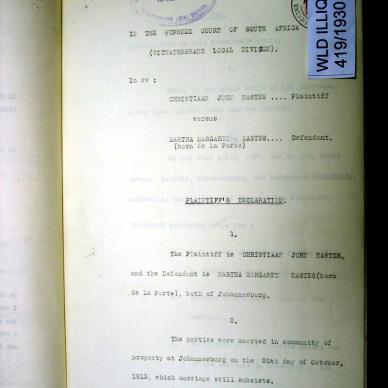 IN THE SUPREME COURT OF SOUTH AFRICA
(WITWATERSRAND LOCAL DIVISION).
WLD ILLIQ
419/1930
In re :
CHRISTIAAN JOHN EASTES .... Plaintiff
versus
MARTHA MARGARET EASTES.... Defendant.
(born de la Porte)
PLAINTIFF'S DECLARATION.
1.
The Plaintiff is CHRISTIAAN JOHN EASTES,
and the Defendant is MARTHA MARGARET EASTES(born
de la Porte), both of Johannesburg.
2.
The parties were married in community of
property at Johannesburg on the 20th day of October,
1913, which marriage still subsists.